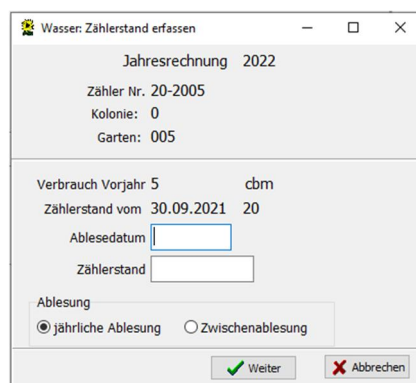 Wasser: Zählerstand erfassen
Jahresrechnung 2022
Zähler Nr. 20-2005
Kolonie: 0
Garten: 005
Verbrauch Vorjahr 5 cbm
Zählerstand vom 30.09.2021 20
Ablesedatum
Zählerstand
Ablesung
jährliche Ablesung Zwischenablesung
Weiter Abbrechen